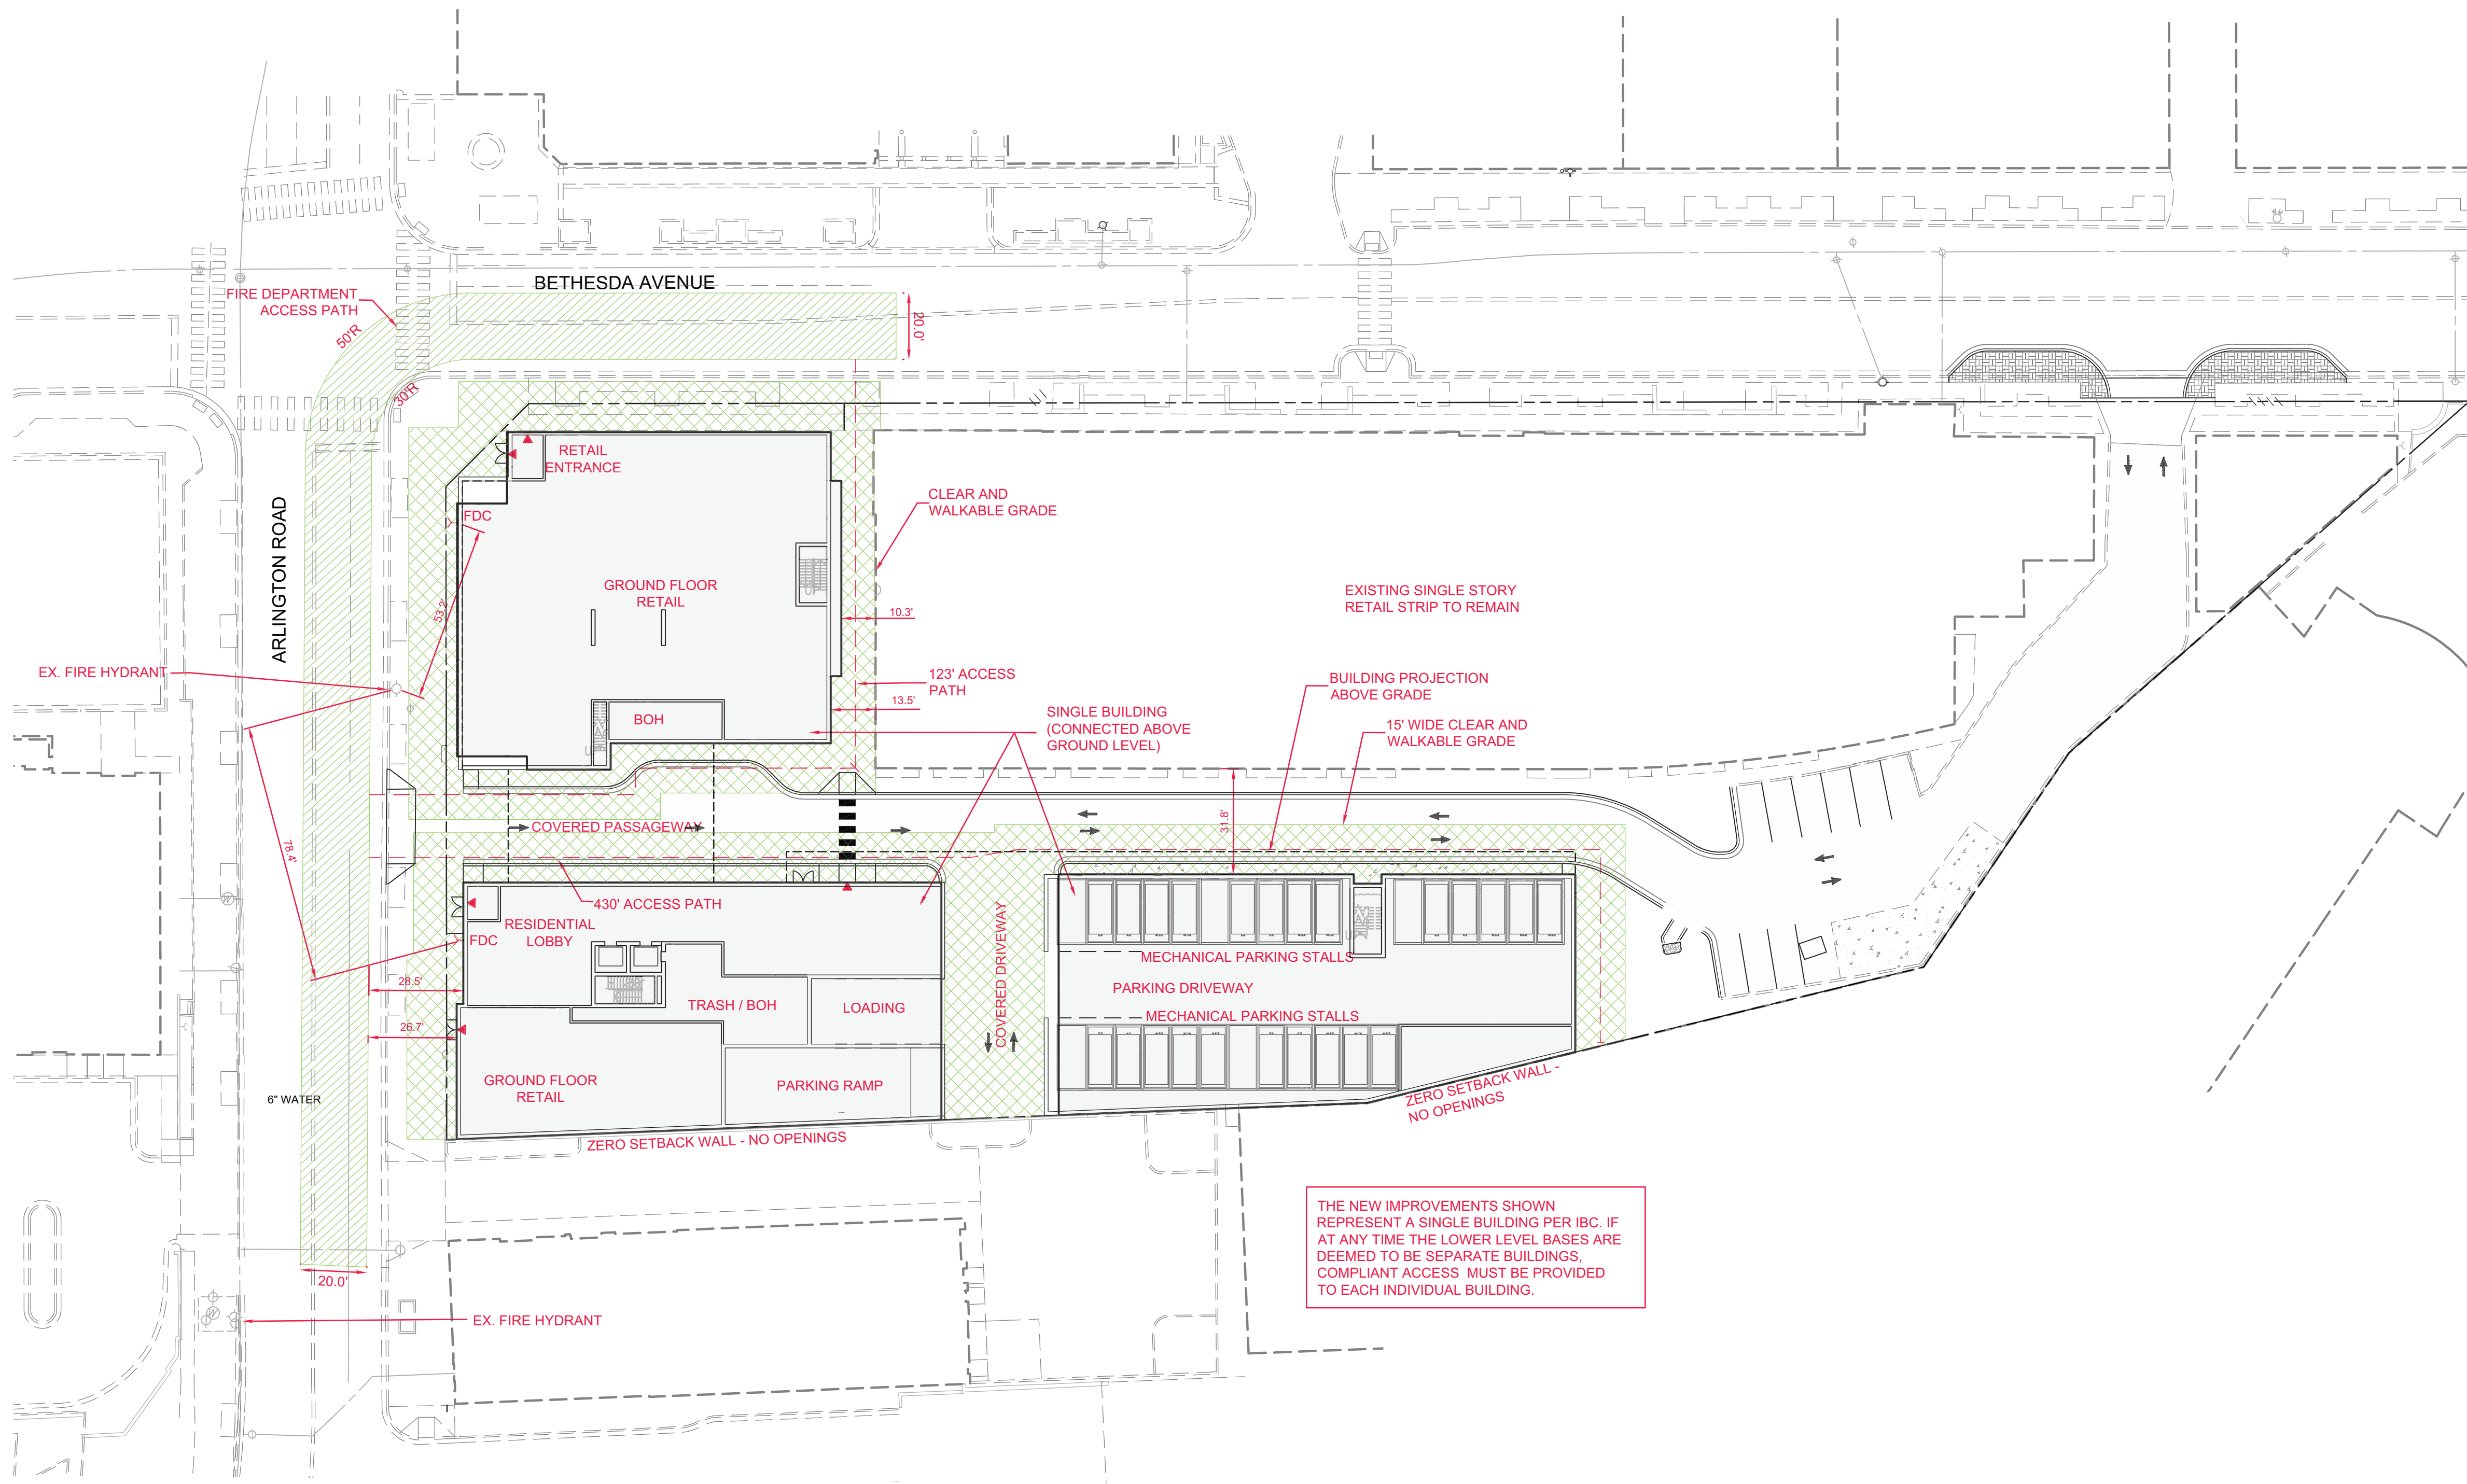 BETHESDA AVENUE
FIRE DEPARTMENT
ACCESS PATH
50'R
30'R
20.0'
RETAIL
ENTRANCE
FDC
CLEAR AND
WALKABLE GRADE
ARLINGTON ROAD
53.2'
GROUND FLOOR
RETAIL
UP
10.3'
EXISTING SINGLE STORY
RETAIL STRIP TO REMAIN
EX. FIRE HYDRANT
123' ACCESS
PATH
13.5'
BUILDING PROJECTION
ABOVE GRADE
BOH
UP
SINGLE BUILDING
(CONNECTED ABOVE
GROUND LEVEL)
15' WIDE CLEAR AND
WALKABLE GRADE
COVERED PASSAGEWAY
31.8'
78.4'
430' ACCESS PATH
RESIDENTIAL
LOBBY
FDC
COVERED DRIVEWAY
UP
MECHANICAL PARKING STALLS
28.5'
TRASH / BOH
LOADING
PARKING DRIVEWAY
26.7'
MECHANICAL PARKING STALLS
GROUND FLOOR
RETAIL
PARKING RAMP
6" WATER
ZERO SETBACK WALL - NO OPENINGS
ZERO SETBACK WALL -
NO OPENINGS
THE NEW IMPROVEMENTS SHOWN
REPRESENT A SINGLE BUILDING PER IBC. IF
AT ANY TIME THE LOWER LEVEL BASES ARE
DEEMED TO BE SEPARATE BUILDINGS,
COMPLIANT ACCESS MUST BE PROVIDED
TO EACH INDIVIDUAL BUILDING.
20.0'
EX. FIRE HYDRANT